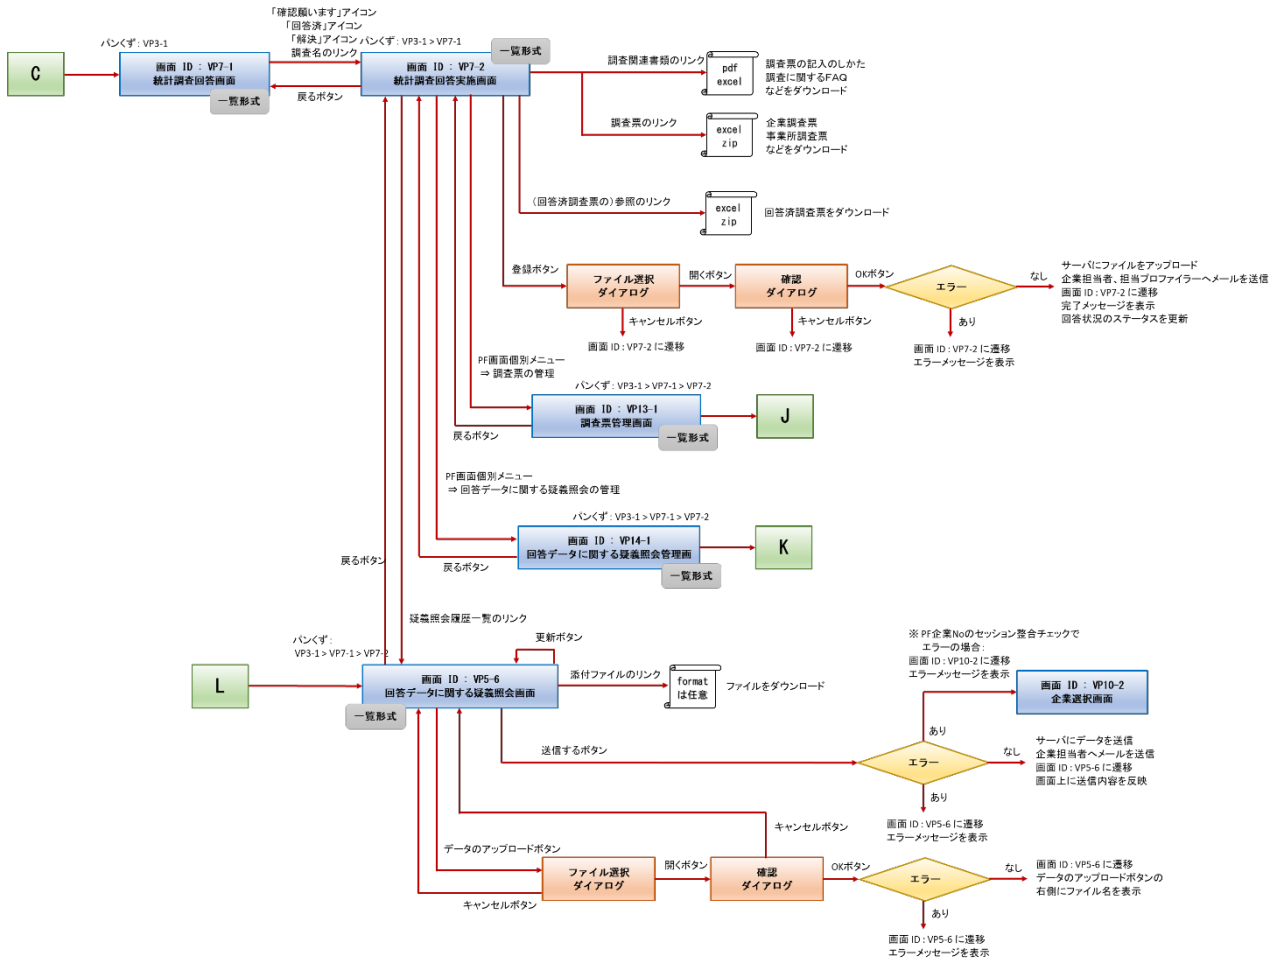 「確認願います」アイコン
「回答済」アイコン
「解決」アイコン
調査名のリンク
パンくず：VP3-1
パンくず：VP3-1 > VP7-1
C
画面 ID ： VP7-1
統計調査回答画面
一覧形式
戻るボタン
画面 ID ： VP7-2
統計調査回答実施画面
一覧形式
調査関連書類のリンク
pdf
excel
調査票の記入のしかた
調査に関するFAQ
などをダウンロード
調査票のリンク
excel
zip
企業調査票
事業所調査票
などをダウンロード
（回答済調査票の）参照のリンク
excel
zip
回答済調査票をダウンロード
登録ボタン
ファイル選択
ダイアログ
開くボタン
確認
ダイアログ
OKボタン
エラー
なし
サーバにファイルをアップロード
企業担当者、担当プロファイラーへメールを送信
画面 ID：VP7-2 に遷移
完了メッセージを表示
回答状況のステータスを更新
キャンセルボタン
画面 ID：VP7-2 に遷移
キャンセルボタン
画面 ID：VP7-2 に遷移
あり
画面 ID：VP7-2 に遷移
エラーメッセージを表示
PF画面個別メニュー
⇒ 調査票の管理
パンくず：VP3-1 > VP7-1 > VP7-2
画面 ID ： VP13-1
調査票管理画面
一覧形式
J
戻るボタン
PF画面個別メニュー
⇒ 回答データに関する疑義照会の管理
パンくず：VP3-1 > VP7-1 > VP7-2
画面 ID ： VP14-1
回答データに関する疑義照会管理画
一覧形式
K
戻るボタン
戻るボタン
疑義照会履歴一覧のリンク
パンくず：
VP3-1 > VP7-1 > VP7-2
更新ボタン
L
画面 ID ： VP5-6
回答データに関する疑義照会画面
一覧形式
添付ファイルのリンク
format
は任意
ファイルをダウンロード
※ PF企業Noのセッション整合チェックで
エラーの場合：
画面 ID：VP10-2 に遷移
エラーメッセージを表示
画面 ID ： VP10-2
企業選択画面
送信するボタン
あり
エラー
なし
サーバにデータを送信
企業担当者へメールを送信
画面 ID：VP5-6 に遷移
画面上に送信内容を反映
あり
画面 ID：VP5-6 に遷移
エラーメッセージを表示
キャンセルボタン
データのアップロードボタン
ファイル選択
ダイアログ
開くボタン
確認
ダイアログ
OKボタン
エラー
なし
画面 ID：VP5-6 に遷移
データのアップロードボタンの
右側にファイル名を表示
キャンセルボタン
あり
画面 ID：VP5-6 に遷移
エラーメッセージを表示